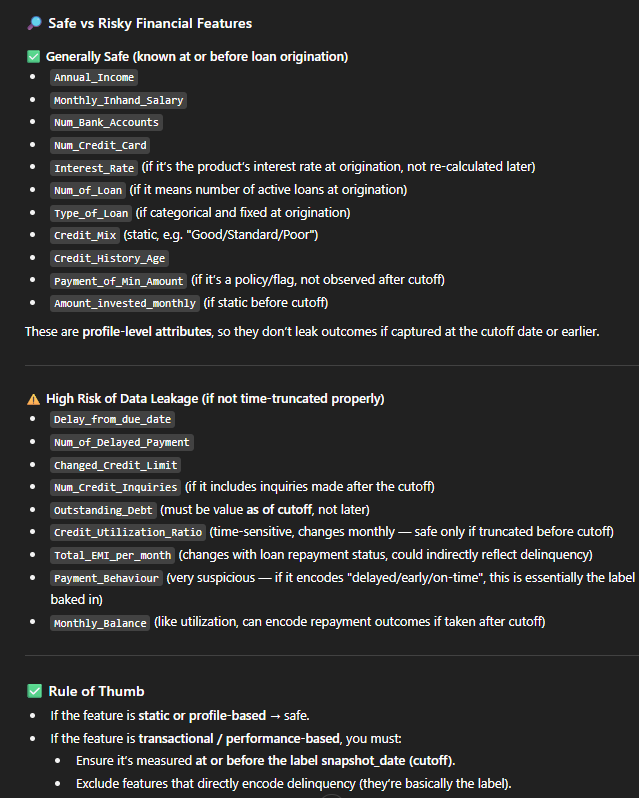 🔎 Safe vs Risky Financial Features
✅ Generally Safe (known at or before loan origination)
• Annual_Income
• Monthly_Inhand_Salary
• Num_Bank_Accounts
• Num_Credit_Card
• Interest_Rate (if it's the product's interest rate at origination, not re-calculated later)
• Num_of_Loan (if it means number of active loans at origination)
• Type_of_Loan (if categorical and fixed at origination)
• Credit_Mix (static, e.g. "Good/Standard/Poor")
• Credit_History_Age
• Payment_of_Min_Amount (if it's a policy/flag, not observed after cutoff)
• Amount_invested_monthly (if static before cutoff)
These are profile-level attributes, so they don't leak outcomes if captured at the cutoff date or earlier.
⚠️ High Risk of Data Leakage (if not time-truncated properly)
• Delay_from_due_date
• Num_of_Delayed_Payment
• Changed_Credit_Limit
• Num_Credit_Inquiries (if it includes inquiries made after the cutoff)
• Outstanding_Debt (must be value as of cutoff, not later)
• Credit_Utilization_Ratio (time-sensitive, changes monthly — safe only if truncated before cutoff)
• Total_EMI_per_month (changes with loan repayment status, could indirectly reflect delinquency)
• Payment_Behaviour (very suspicious — if it encodes "delayed/early/on-time", this is essentially the label
baked in)
• Monthly_Balance (like utilization, can encode repayment outcomes if taken after cutoff)
✅ Rule of Thumb
• If the feature is static or profile-based → safe.
• If the feature is transactional / performance-based, you must:
• Ensure it's measured at or before the label snapshot_date (cutoff).
• Exclude features that directly encode delinquency (they're basically the label).